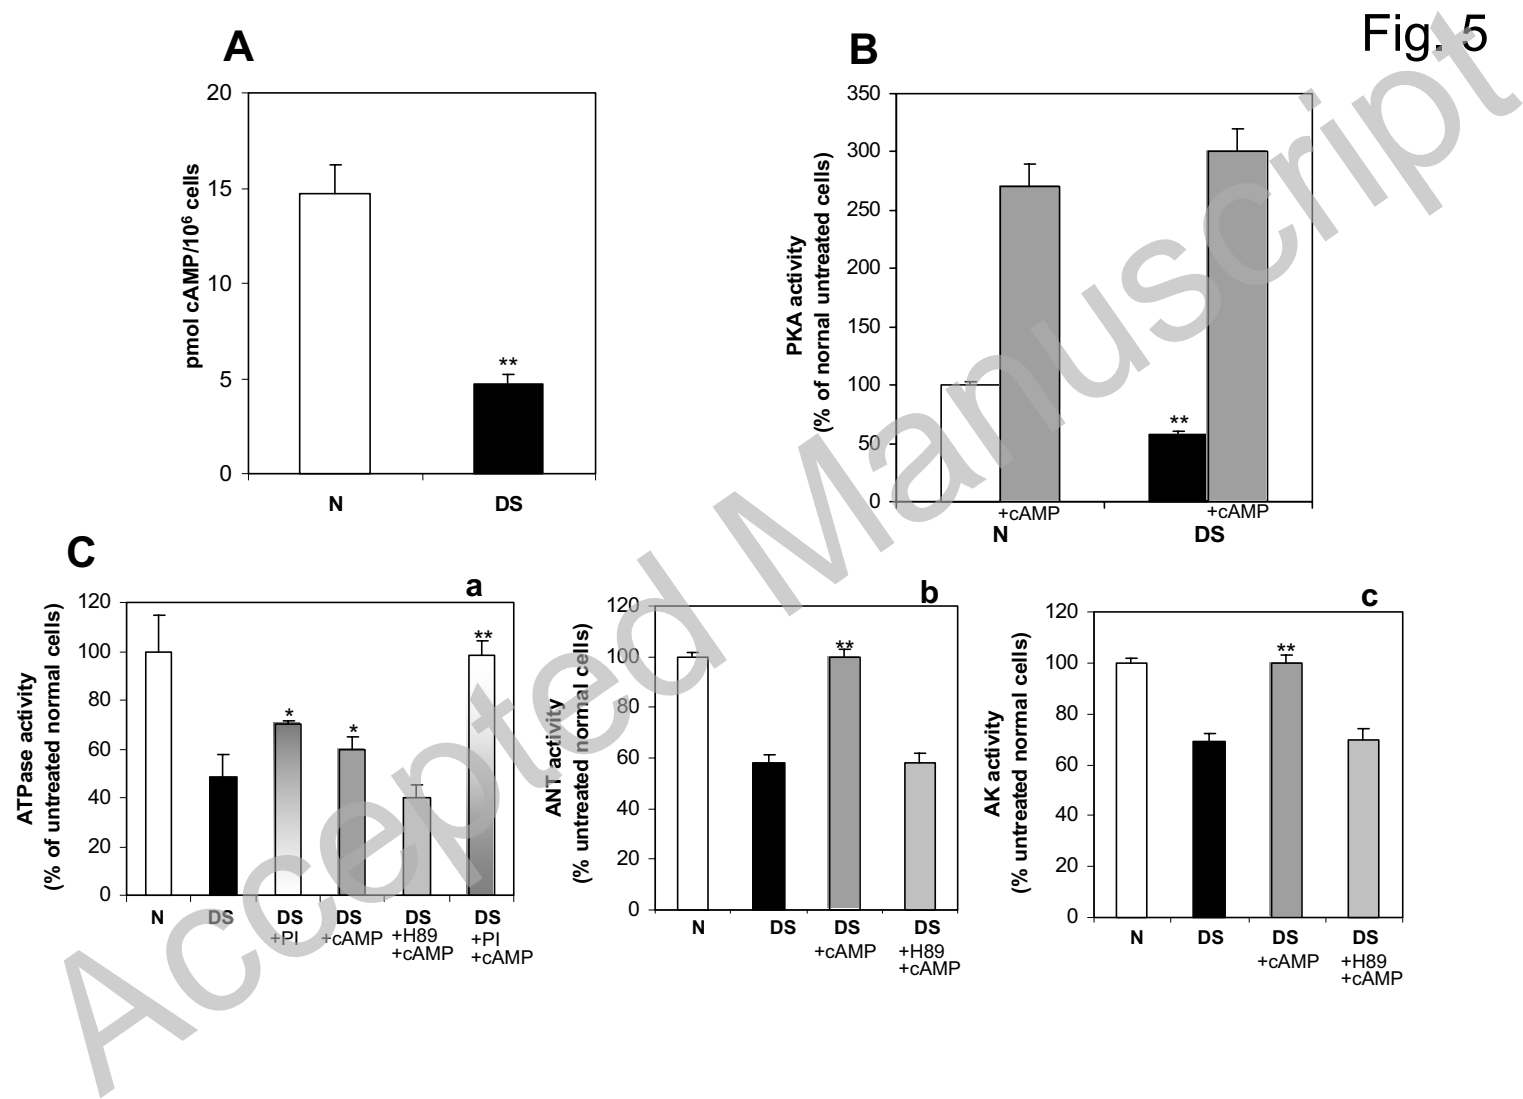 Fig. 5
A
20
15
10
5
0
pmol cAMP/10⁶ cells
**
N
DS
B
350
300
250
200
150
100
50
0
PKA activity
(% of nornal untreated cells)
**
+cAMP
+cAMP
N
DS
C
a
120
100
80
60
40
20
0
ATPase activity
(% of untreated normal cells)
*
*
**
N
DS
DS
+PI
DS
+cAMP
DS
+H89
+cAMP
DS
+PI
+cAMP
b
120
100
80
60
40
20
0
ANT activity
(% untreated normal cells)
**
N
DS
DS
+cAMP
DS
+H89
+cAMP
c
120
100
80
60
40
20
0
AK activity
(% untreated normal cells)
**
N
DS
DS
+cAMP
DS
+H89
+cAMP
Accepted Manuscript